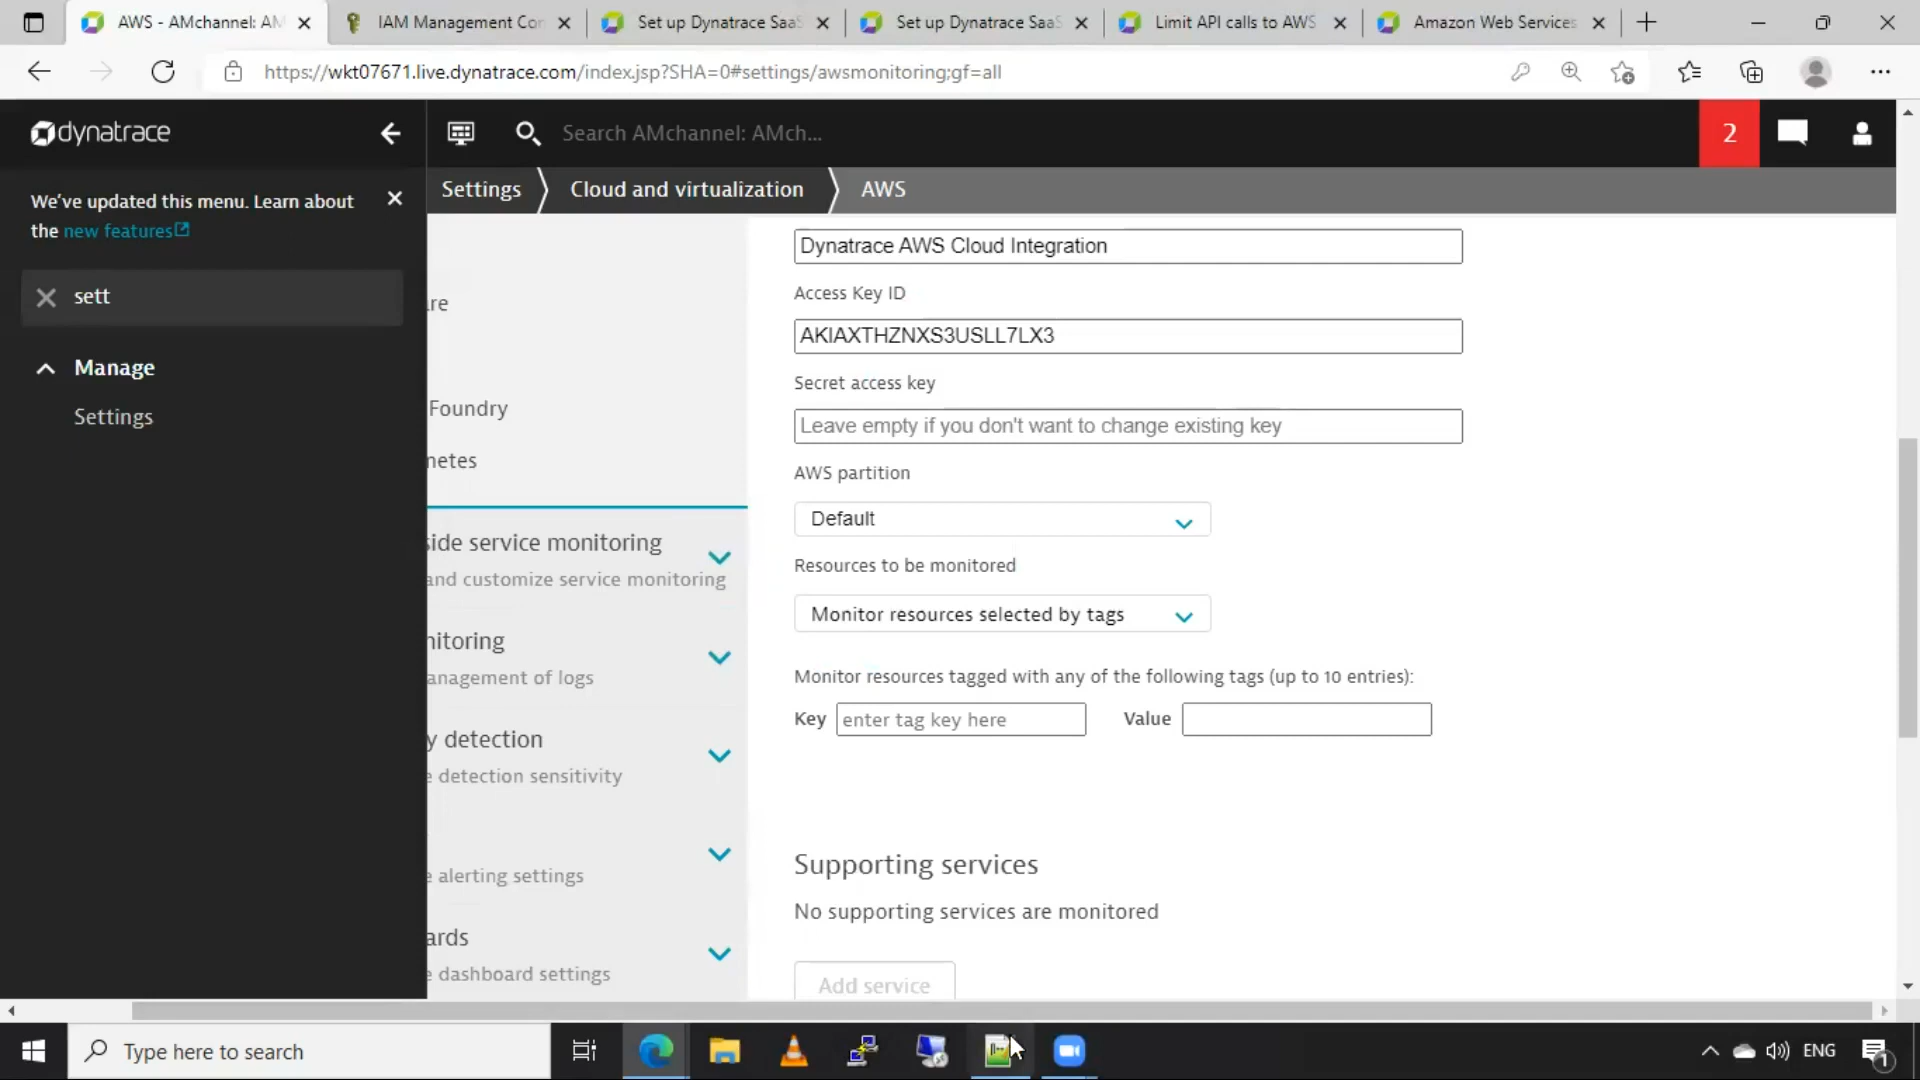 AWS - AMchannel: AM
IAM Management Con
Set up Dynatrace SaaS
Set up Dynatrace SaaS
Limit API calls to AWS
Amazon Web Services
https://wkt07671.live.dynatrace.com/index.jsp?SHA=0#settings/awsmonitoring;gf=all
dynatrace
Search AMchannel: AMch...
2
We've updated this menu. Learn about
the new features
Settings
Cloud and virtualization
AWS
sett
Manage
Settings
re
Foundry
netes
side service monitoring
and customize service monitoring
nitoring
anagement of logs
y detection
e detection sensitivity
e alerting settings
ards
e dashboard settings
Dynatrace AWS Cloud Integration
Access Key ID
AKIAXTHZNXS3USLL7LX3
Secret access key
Leave empty if you don't want to change existing key
AWS partition
Default
Resources to be monitored
Monitor resources selected by tags
Monitor resources tagged with any of the following tags (up to 10 entries):
Key enter tag key here Value
Supporting services
No supporting services are monitored
Add service
Type here to search
ENG
1